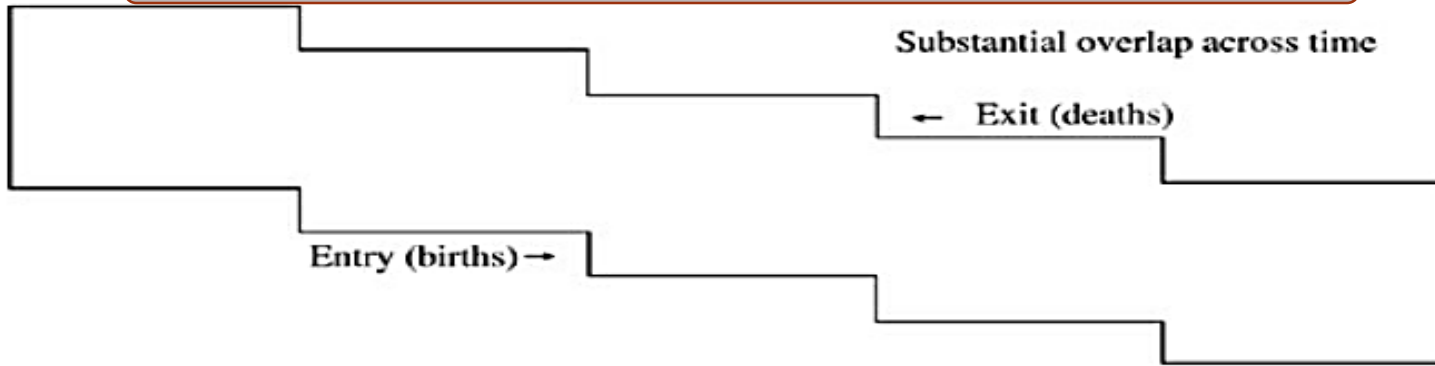 Substantial overlap across time
← Exit (deaths)
Entry (births) →